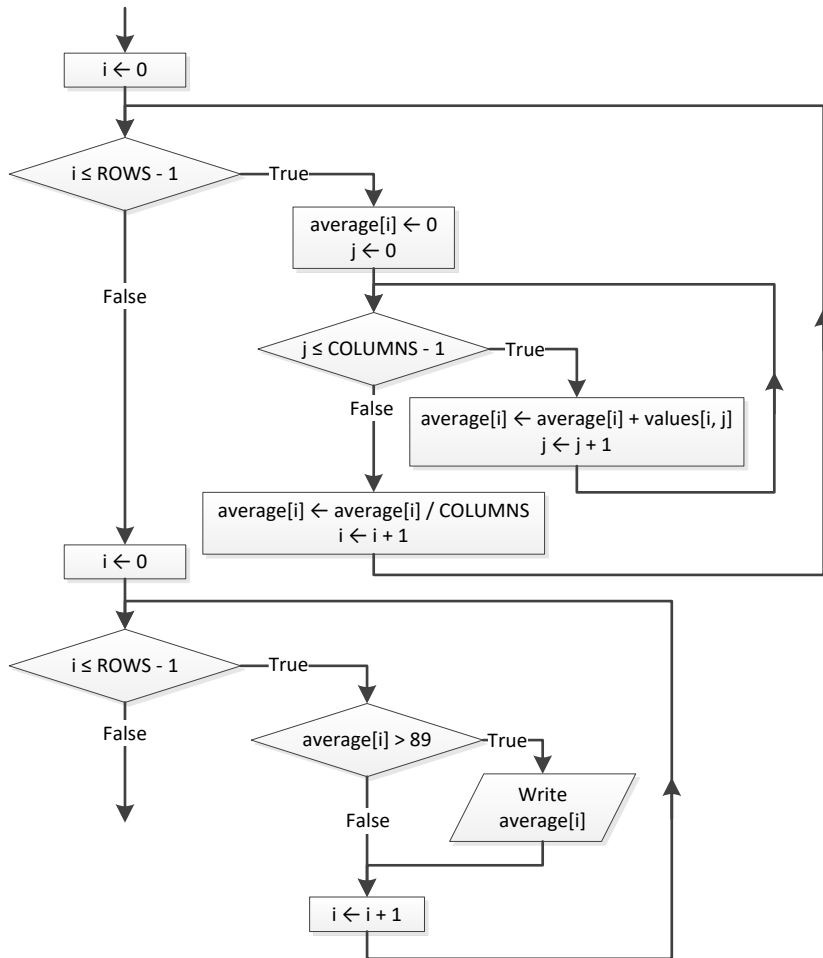 i ← 0
i ≤ ROWS - 1
True
average[i] ← 0
j ← 0
False
j ≤ COLUMNS - 1
True
False
average[i] ← average[i] + values[i, j]
j ← j + 1
average[i] ← average[i] / COLUMNS
i ← i + 1
i ← 0
i ≤ ROWS - 1
True
False
average[i] > 89
True
Write
average[i]
False
i ← i + 1